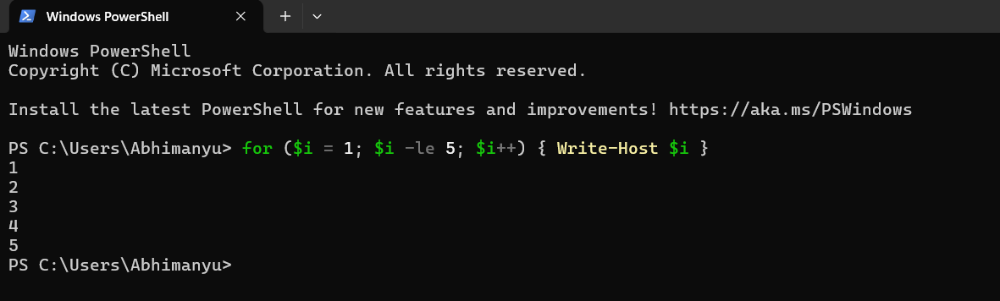 Windows PowerShell
Windows PowerShell
Copyright (C) Microsoft Corporation. All rights reserved.
Install the latest PowerShell for new features and improvements! https://aka.ms/PSWindows
PS C:\Users\Abhimanyu> for ($i = 1; $i -le 5; $i++) { Write-Host $i }
1
2
3
4
5
PS C:\Users\Abhimanyu>